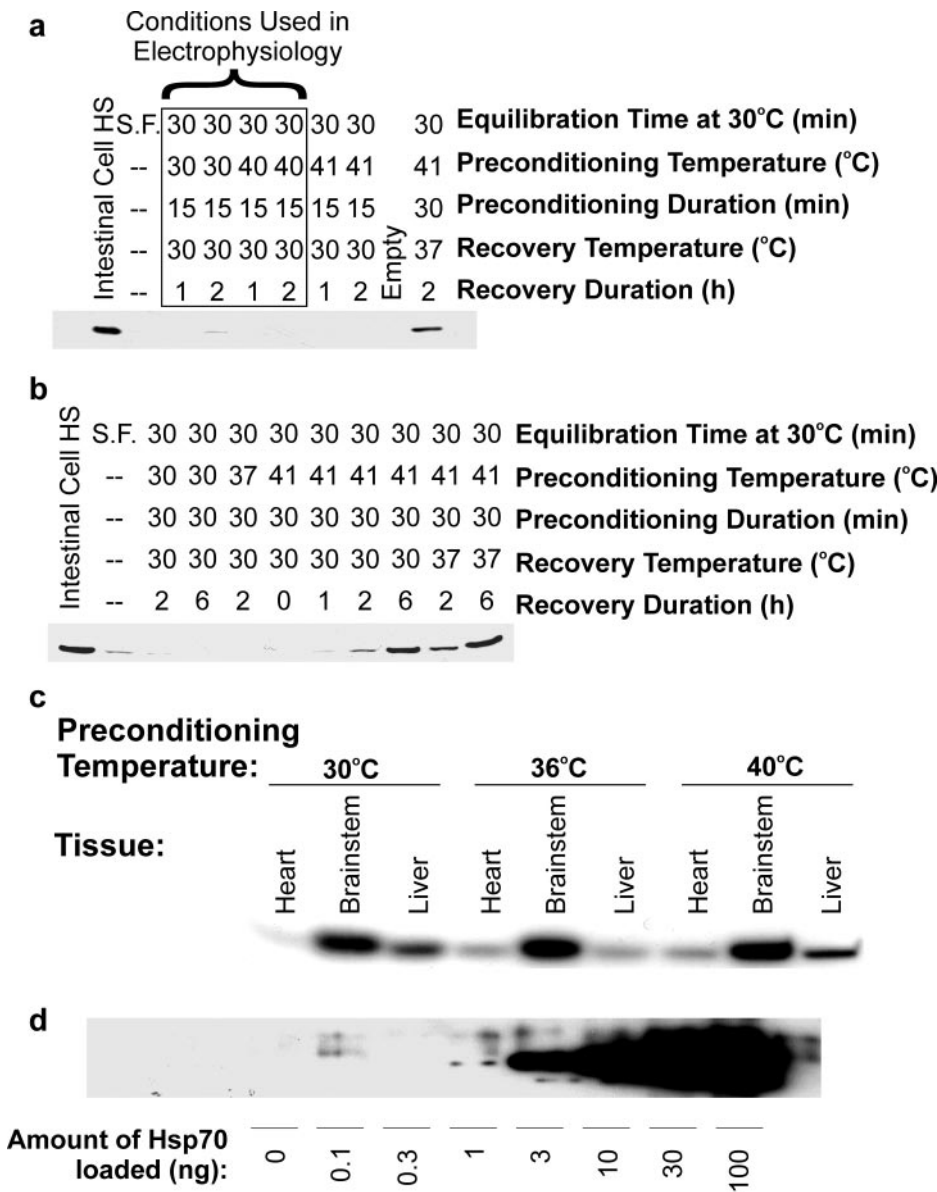 a
Conditions Used in
Electrophysiology
Intestinal Cell HS
S.F. 30 30 30 30 30 30 30 Equilibration Time at 30°C (min)
-- 30 30 40 40 41 41 41 Preconditioning Temperature (°C)
-- 15 15 15 15 15 15 30 Preconditioning Duration (min)
-- 30 30 30 30 30 30 37 Recovery Temperature (°C)
Empty
-- 1 2 1 2 1 2 2 Recovery Duration (h)
b
Intestinal Cell HS
S.F. 30 30 30 30 30 30 30 30 30 Equilibration Time at 30°C (min)
-- 30 30 37 41 41 41 41 41 41 Preconditioning Temperature (°C)
-- 30 30 30 30 30 30 30 30 30 Preconditioning Duration (min)
-- 30 30 30 30 30 30 30 37 37 Recovery Temperature (°C)
-- 2 6 2 0 1 2 6 2 6 Recovery Duration (h)
c
Preconditioning
Temperature: 30°C 36°C 40°C
Tissue: Heart Brainstem Liver Heart Brainstem Liver Heart Brainstem Liver
d
Amount of Hsp70
loaded (ng): 0 0.1 0.3 1 3 10 30 100